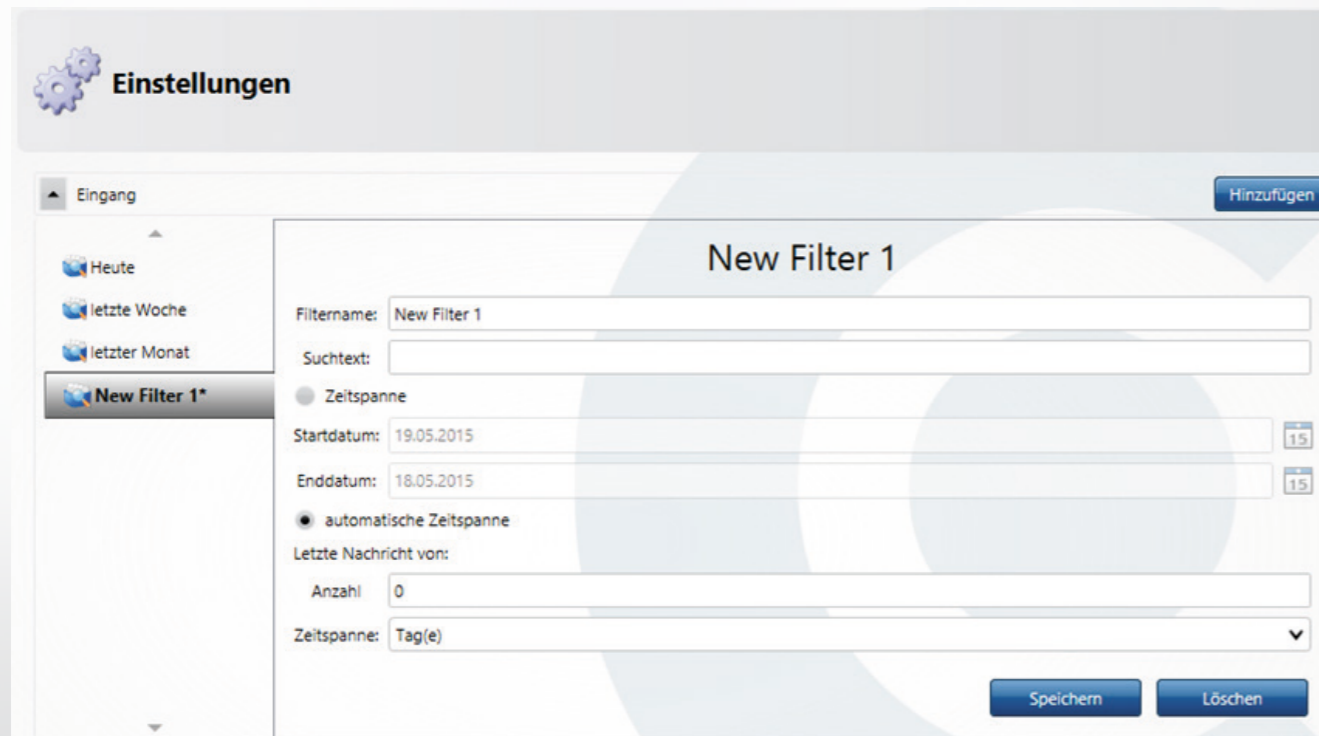 Einstellungen
Eingang
Hinzufügen
Heute
letzte Woche
letzter Monat
New Filter 1*
New Filter 1
Filtername: New Filter 1
Suchtext:
Zeitspanne
Startdatum: 19.05.2015
15
Enddatum: 18.05.2015
15
automatische Zeitspanne
Letzte Nachricht von:
Anzahl 0
Zeitspanne: Tag(e)
Speichern Löschen